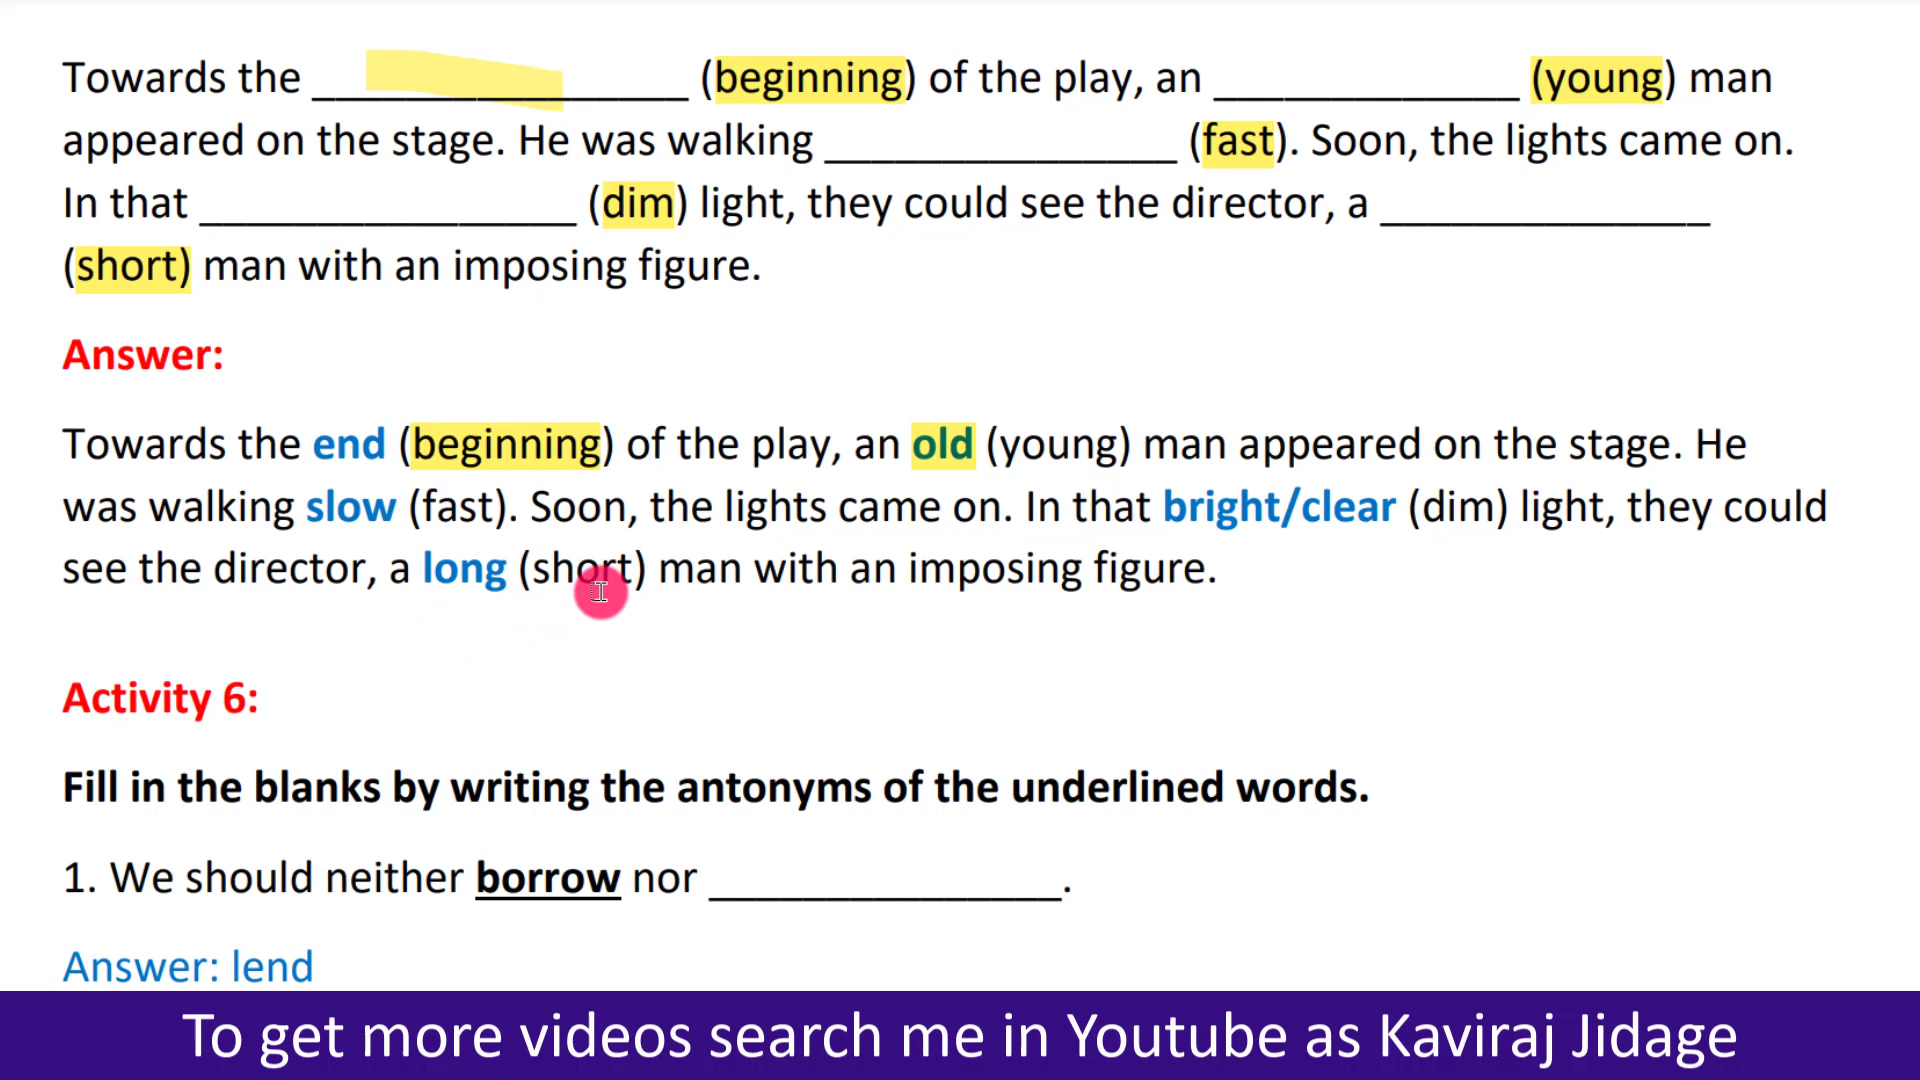 Towards the ________________ (beginning) of the play, an _____________ (young) man
appeared on the stage. He was walking _______________ (fast). Soon, the lights came on.
In that ________________ (dim) light, they could see the director, a ______________
(short) man with an imposing figure.
Answer:
Towards the end (beginning) of the play, an old (young) man appeared on the stage. He
was walking slow (fast). Soon, the lights came on. In that bright/clear (dim) light, they could
see the director, a long (short) man with an imposing figure.
Activity 6:
Fill in the blanks by writing the antonyms of the underlined words.
1. We should neither borrow nor _______________.
Answer: lend
To get more videos search me in Youtube as Kaviraj Jidage